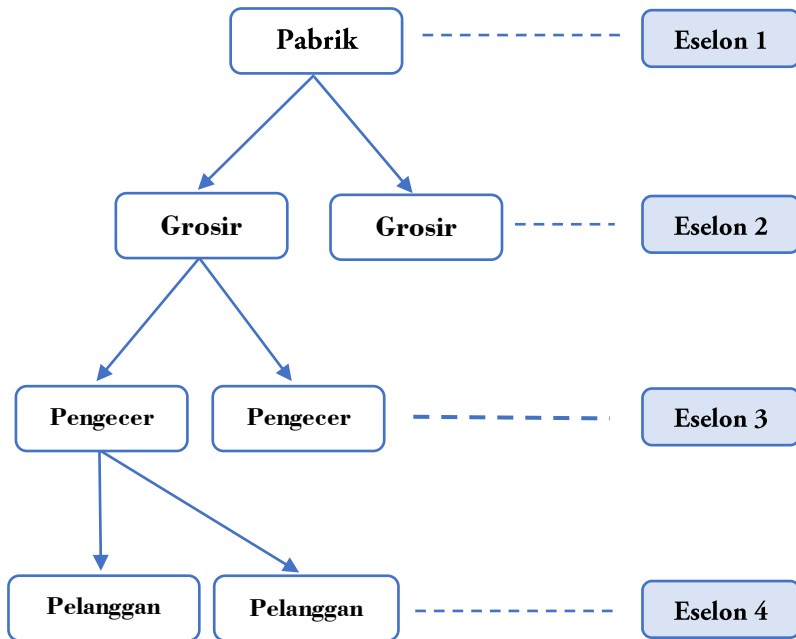 Pabrik
Eselon 1
Grosir
Grosir
Eselon 2
Pengecer
Pengecer
Eselon 3
Pelanggan
Pelanggan
Eselon 4